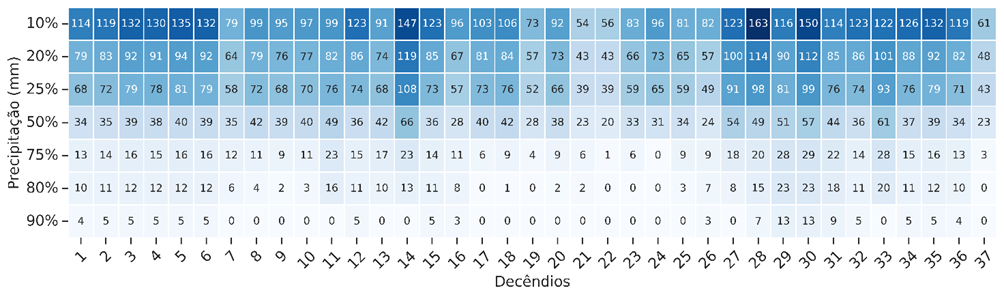 10% 114 119 132 130 135 132 79 99 95 97 99 123 91 147 123 96 103 106 73 92 54 56 83 96 81 82 123 163 116 150 114 123 122 126 132 119 61
20% 79 83 92 91 94 92 64 79 76 77 82 86 74 119 85 67 81 84 57 73 43 43 66 73 65 57 100 114 90 112 85 86 101 88 92 82 48
25% 68 72 79 78 81 79 58 72 68 70 76 74 68 108 73 57 73 76 52 66 39 39 59 65 59 49 91 98 81 99 76 74 93 76 79 71 43
50% 34 35 39 38 40 39 35 42 39 40 49 36 42 66 36 28 40 42 28 38 23 20 33 31 34 24 54 49 51 57 44 36 61 37 39 34 23
75% 13 14 16 15 16 16 12 11 9 11 23 15 17 23 14 11 6 9 4 9 6 1 6 0 9 9 18 20 28 29 22 14 28 15 16 13 3
80% 10 11 12 12 12 12 6 4 2 3 16 11 10 13 11 8 0 1 0 2 2 0 0 0 3 7 8 15 23 23 18 11 20 11 12 10 0
90% 4 5 5 5 5 5 0 0 0 0 0 5 0 0 5 3 0 0 0 0 0 0 0 0 0 3 0 7 13 13 9 5 0 5 5 4 0
Precipitação (mm)
1 2 3 4 5 6 7 8 9 10 11 12 13 14 15 16 17 18 19 20 21 22 23 24 25 26 27 28 29 30 31 32 33 34 35 36 37
Decêndios